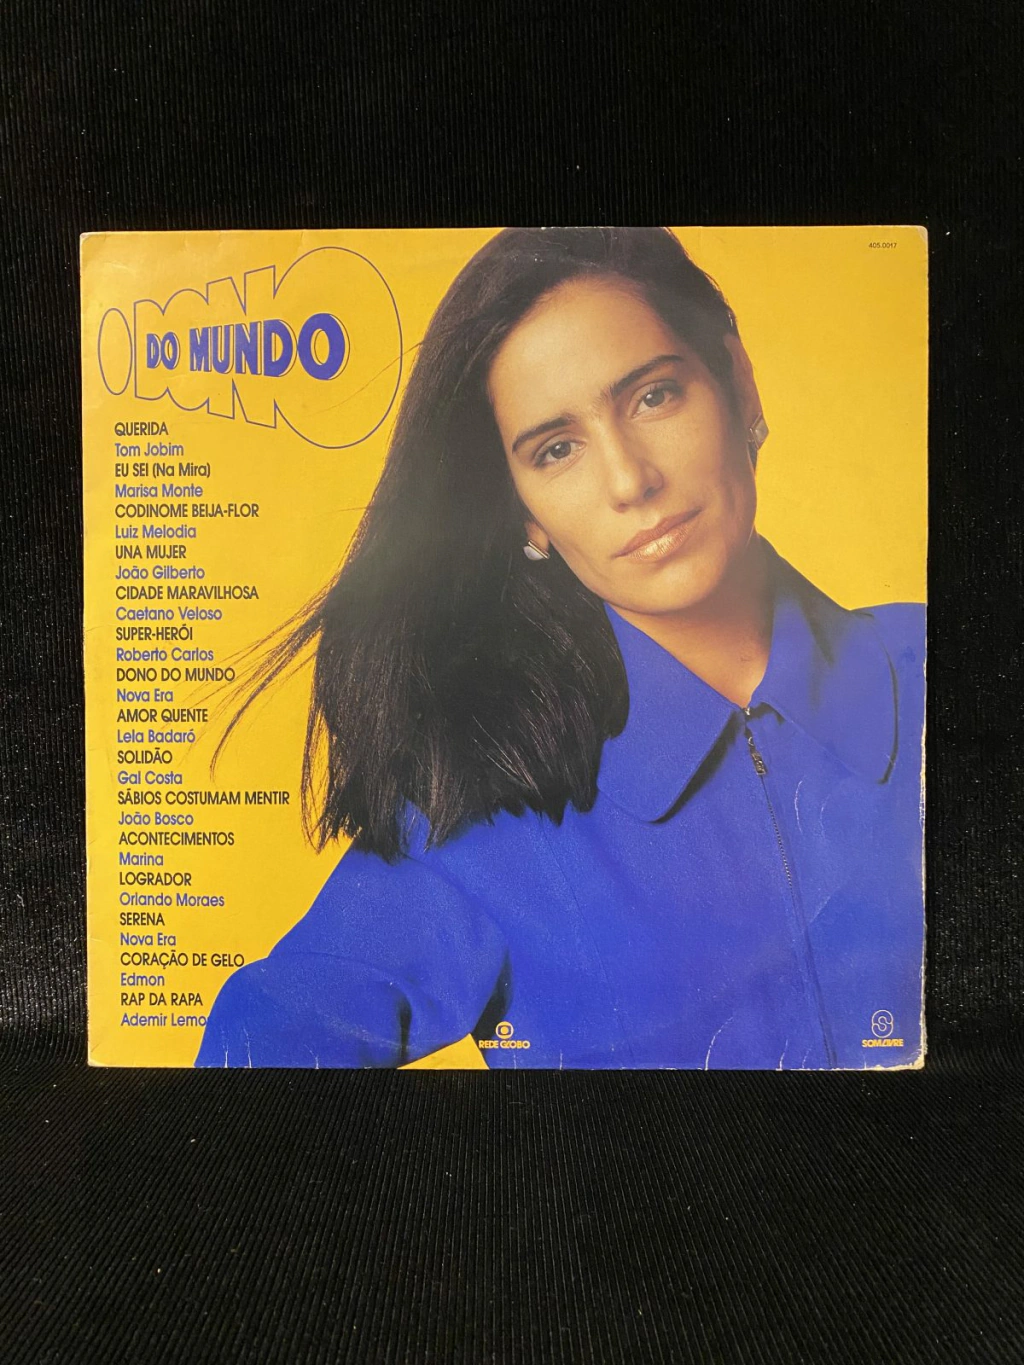 405.0017
O DONO
DO MUNDO
QUERIDA
Tom Jobim
EU SEI (Na Mira)
Marisa Monte
CODINOME BEIJA-FLOR
Luiz Melodia
UNA MUJER
João Gilberto
CIDADE MARAVILHOSA
Caetano Veloso
SUPER-HERÓI
Roberto Carlos
DONO DO MUNDO
Nova Era
AMOR QUENTE
Lela Badaró
SOLIDÃO
Gal Costa
SÁBIOS COSTUMAM MENTIR
João Bosco
ACONTECIMENTOS
Marina
LOGRADOR
Orlando Moraes
SERENA
Nova Era
CORAÇÃO DE GELO
Edmon
RAP DA RAPA
Ademir Lemo
REDE GLOBO
SOM LIVRE